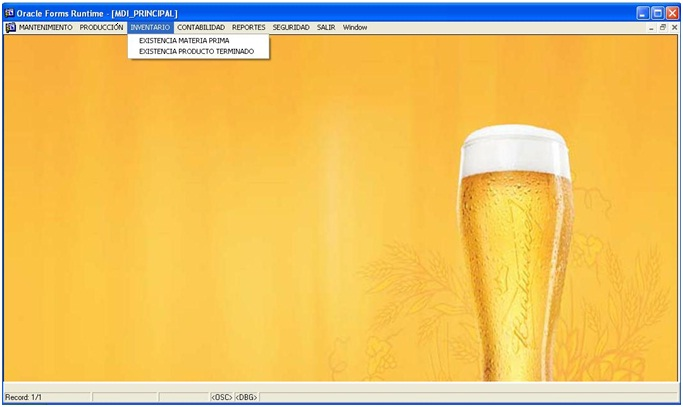 Oracle Forms Runtime - [MDI_PRINCIPAL]
MANTENIMIENTO PRODUCCIÓN INVENTARIO CONTABILIDAD REPORTES SEGURIDAD SALIR Window
EXISTENCIA MATERIA PRIMA
EXISTENCIA PRODUCTO TERMINADO
Record: 1/1 <OSC> <DBG>